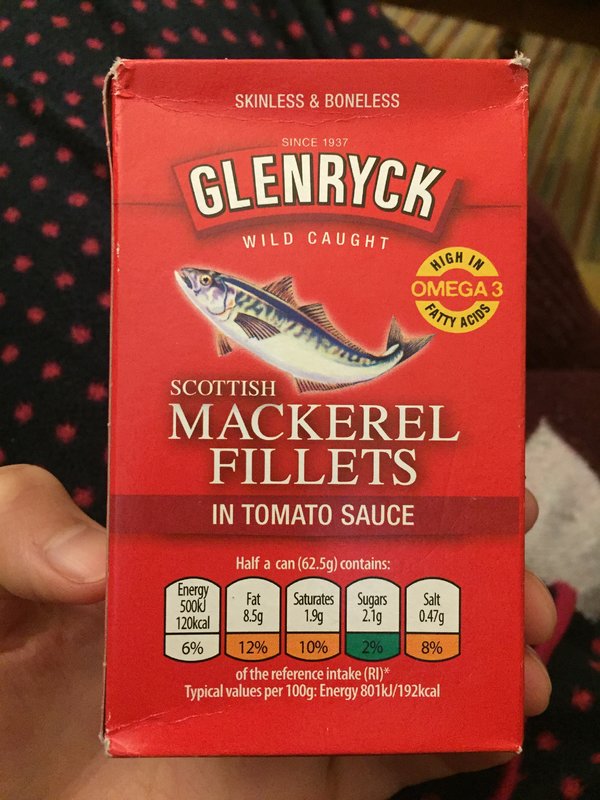 SKINLESS & BONELESS
SINCE 1937
GLENRYCK
WILD CAUGHT
HIGH IN
OMEGA 3
FATTY ACIDS
SCOTTISH
MACKEREL
FILLETS
IN TOMATO SAUCE
Half a can (62.5g) contains:
Energy
500kJ
120kcal
6%
Fat
8.5g
12%
Saturates
1.9g
10%
Sugars
2.1g
2%
Salt
0.47g
8%
of the reference intake (RI)*
Typical values per 100g: Energy 801kJ/192kcal